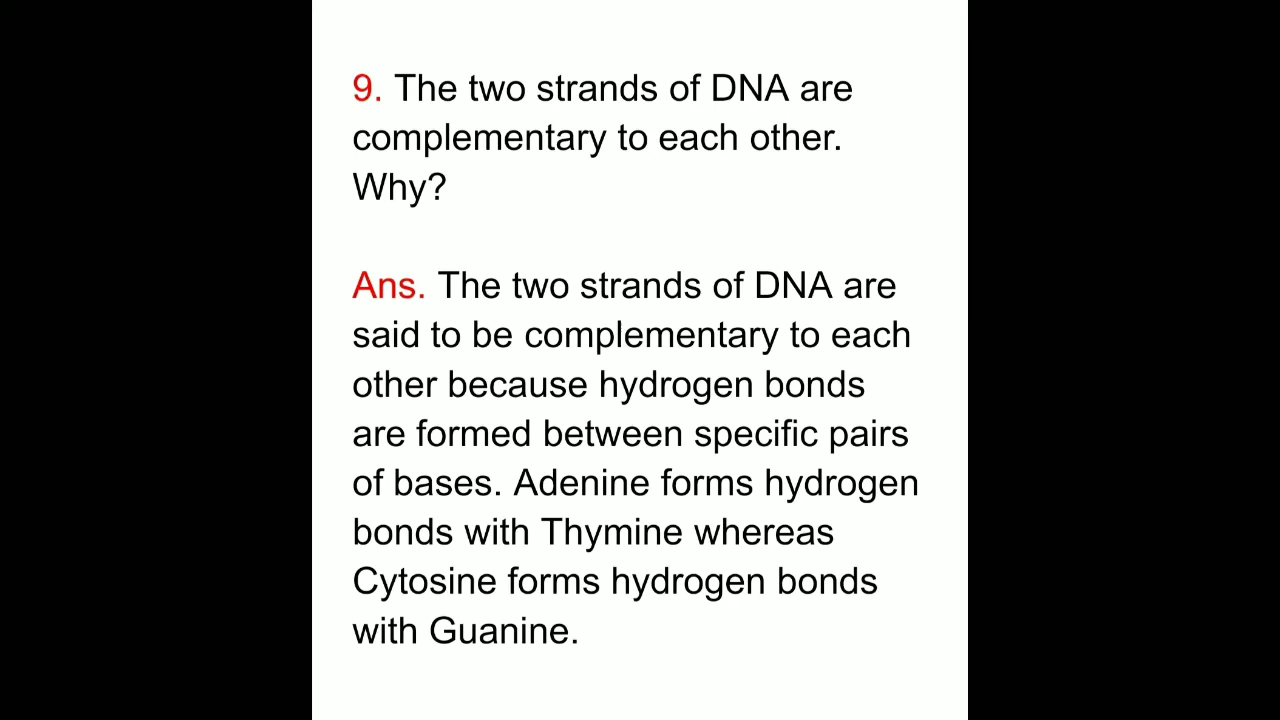 9. The two strands of DNA are
complementary to each other.
Why?
Ans. The two strands of DNA are
said to be complementary to each
other because hydrogen bonds
are formed between specific pairs
of bases. Adenine forms hydrogen
bonds with Thymine whereas
Cytosine forms hydrogen bonds
with Guanine.